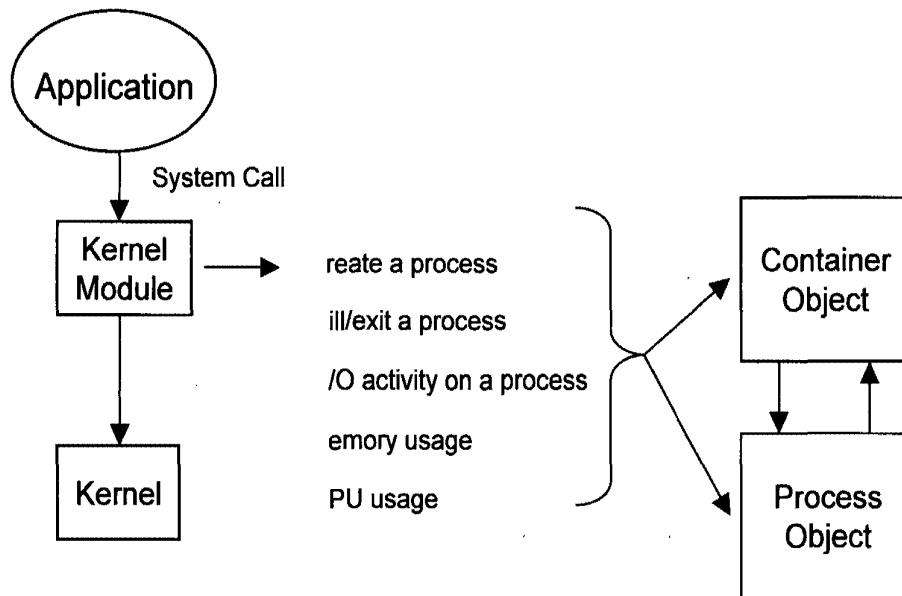 Application
System Call
Kernel
Module
reate a process
ill/exit a process
/O activity on a process
emory usage
PU usage
Kernel
Container
Object
Process
Object